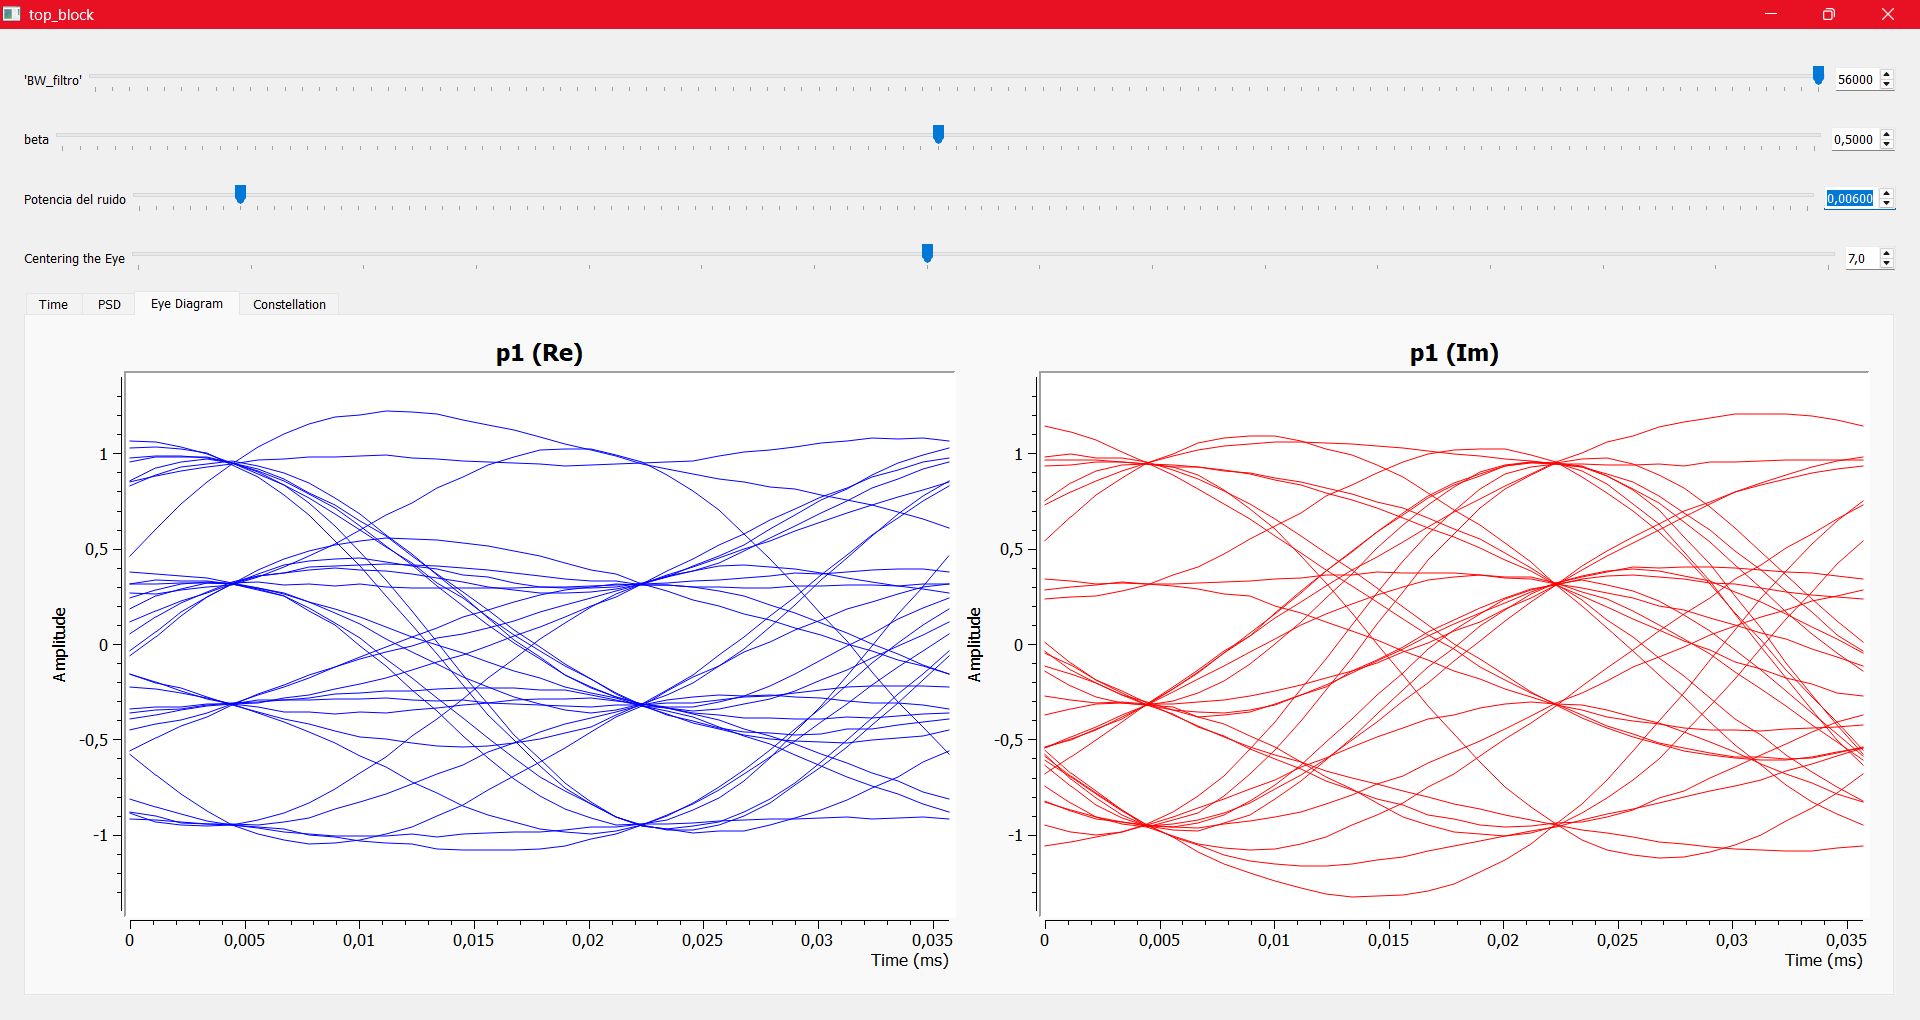 top_block
'BW_filtro' 56000
beta 0,5000
Potencia del ruido 0,00600
Centering the Eye 7,0
Time PSD Eye Diagram Constellation
p1 (Re)
1
0,5
0
-0,5
-1
Amplitude
0 0,005 0,01 0,015 0,02 0,025 0,03 0,035
Time (ms)
p1 (Im)
1
0,5
0
-0,5
-1
Amplitude
0 0,005 0,01 0,015 0,02 0,025 0,03 0,035
Time (ms)